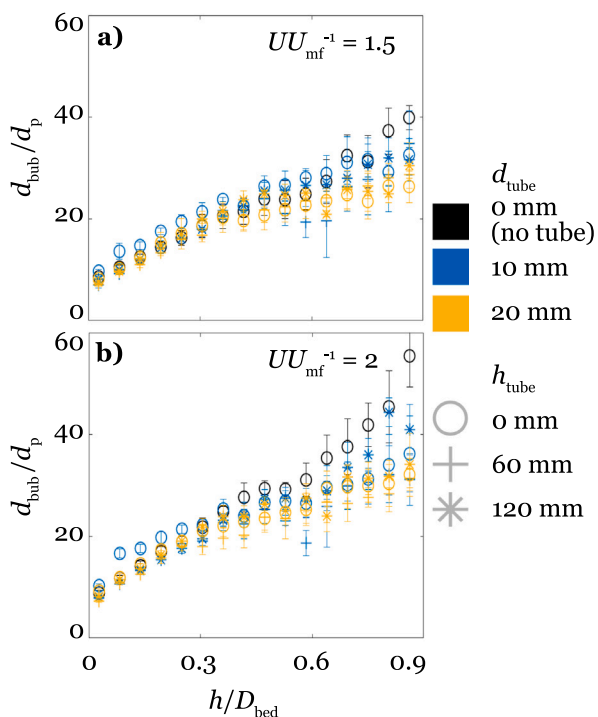 a)
UU_mf^-1 = 1.5
60
40
20
0
d_bub/d_p
b)
UU_mf^-1 = 2
60
40
20
0
d_bub/d_p
0 0.3 0.6 0.9
h/D_bed
d_tube
0 mm
(no tube)
10 mm
20 mm
h_tube
0 mm
60 mm
120 mm